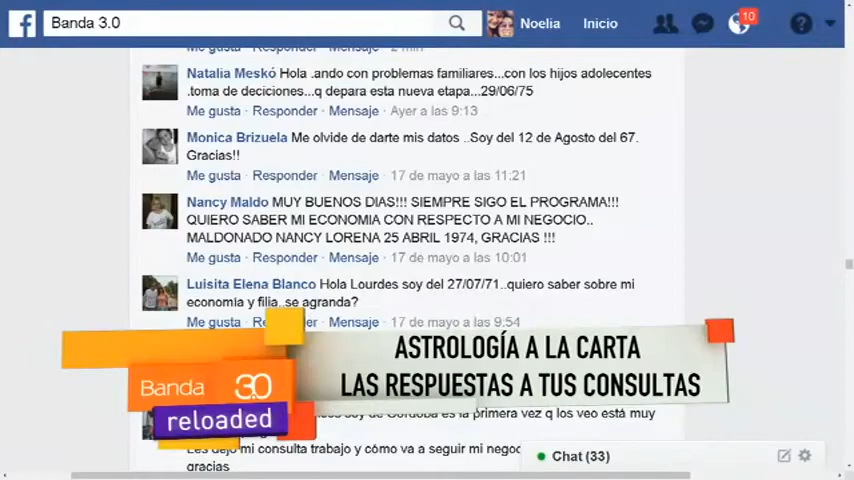 Banda 3.0
Noelia
Inicio
10
Me gusta · Responder · Mensaje · 2 min
Natalia Meskó Hola .ando con problemas familiares...con los hijos adolecentes
.toma de deciciones...q depara esta nueva etapa...29/06/75
Me gusta · Responder · Mensaje · Ayer a las 9:13
Monica Brizuela Me olvide de darte mis datos ..Soy del 12 de Agosto del 67.
Gracias!!
Me gusta · Responder · Mensaje · 17 de mayo a las 11:21
Nancy Maldo MUY BUENOS DIAS!!! SIEMPRE SIGO EL PROGRAMA!!!
QUIERO SABER MI ECONOMIA CON RESPECTO A MI NEGOCIO..
MALDONADO NANCY LORENA 25 ABRIL 1974, GRACIAS !!!
Me gusta · Responder · Mensaje · 17 de mayo a las 10:01
Luisita Elena Blanco Hola Lourdes soy del 27/07/71..quiero saber sobre mi
economia y filia..se agranda?
Me gusta · Mensaje · 17 de mayo a las 9:54
ASTROLOGÍA A LA CARTA
LAS RESPUESTAS A TUS CONSULTAS
Banda 3.0
reloaded
soy de Cordoba es la primera vez q los veo está muy
Les dejo mi consulta trabajo y cómo va a seguir mi
gracias
Chat (33)